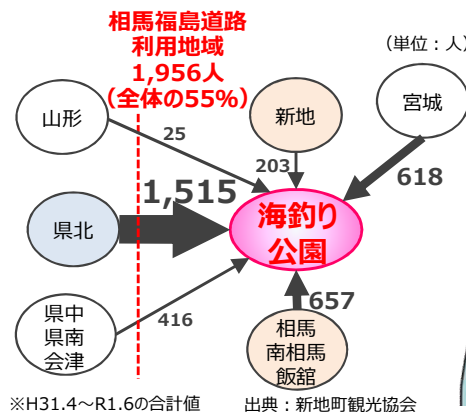 相馬福島道路
利用地域
1,956人
（全体の55%）
（単位：人）
山形
新地
宮城
25
203
618
1,515
県北
海釣り
公園
県中
県南
会津
416
657
相馬
南相馬
飯舘
※H31.4～R1.6の合計値
出典：新地町観光協会